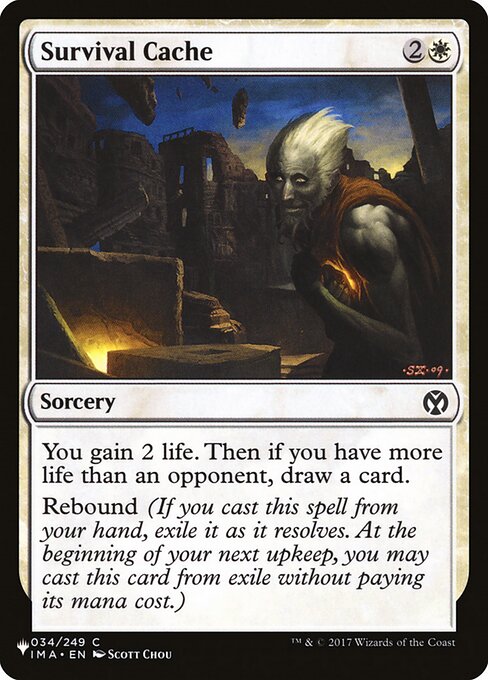 Survival Cache 2
·SZ·09·
Sorcery
You gain 2 life. Then if you have more
life than an opponent, draw a card.
Rebound (If you cast this spell from
your hand, exile it as it resolves. At the
beginning of your next upkeep, you may
cast this card from exile without paying
its mana cost.)
034/249 C
IMA • EN Scott Chou
™ & © 2017 Wizards of the Coast